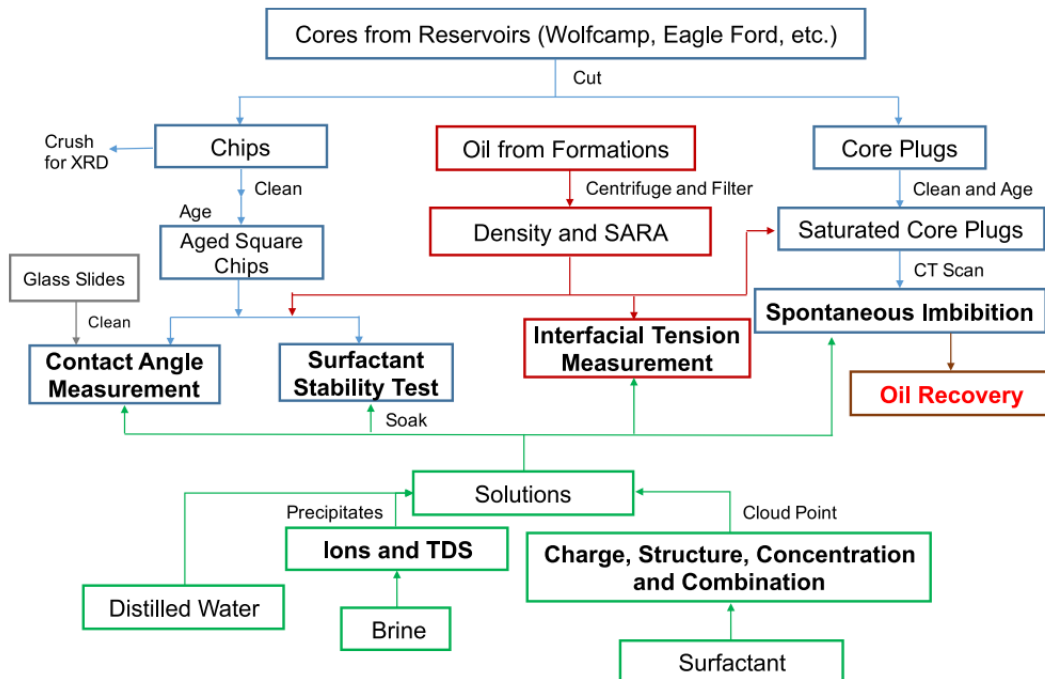 Cores from Reservoirs (Wolfcamp, Eagle Ford, etc.)
Cut
Crush
for XRD
Chips
Oil from Formations
Core Plugs
Clean
Centrifuge and Filter
Clean and Age
Age
Aged Square
Chips
Density and SARA
Saturated Core Plugs
Glass Slides
CT Scan
Clean
Contact Angle
Measurement
Surfactant
Stability Test
Interfacial Tension
Measurement
Spontaneous Imbibition
Oil Recovery
Soak
Solutions
Precipitates
Cloud Point
Ions and TDS
Charge, Structure, Concentration
and Combination
Distilled Water
Brine
Surfactant